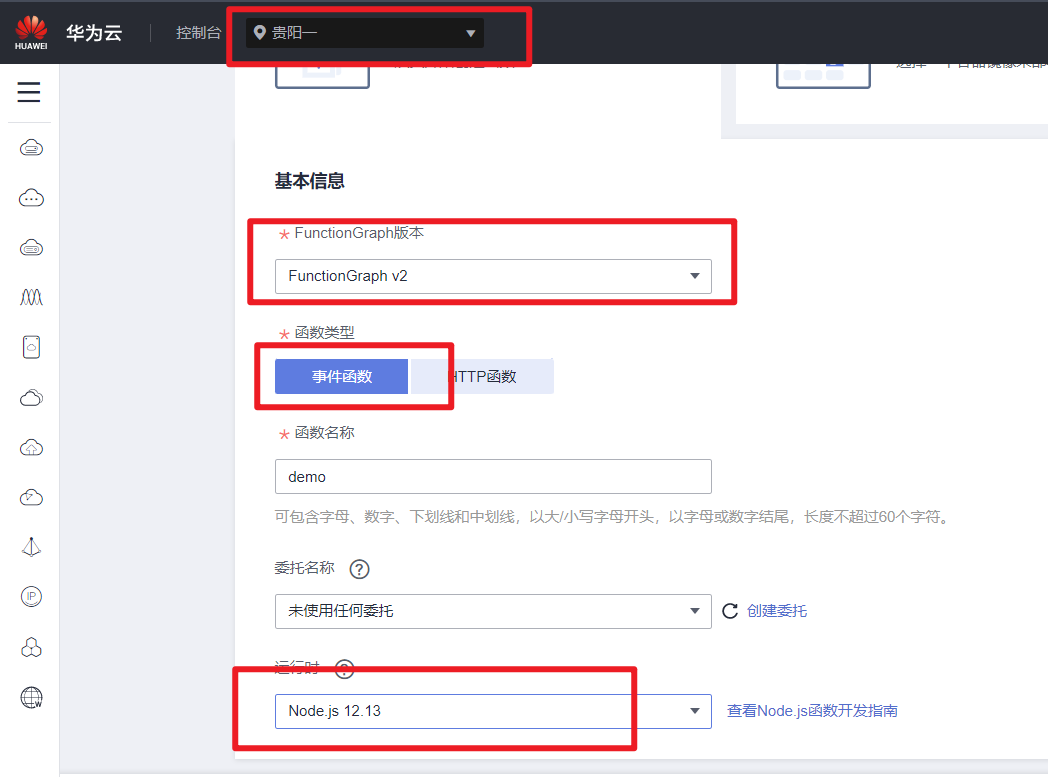 HUAWEI
华为云
控制台
贵阳一
基本信息
* FunctionGraph版本
FunctionGraph v2
* 函数类型
事件函数
HTTP函数
* 函数名称
demo
可包含字母、数字、下划线和中划线，以大/小写字母开头，以字母或数字结尾，长度不超过60个字符。
委托名称 ?
未使用任何委托
创建委托
运行时 ?
Node.js 12.13
查看Node.js函数开发指南
IP
W